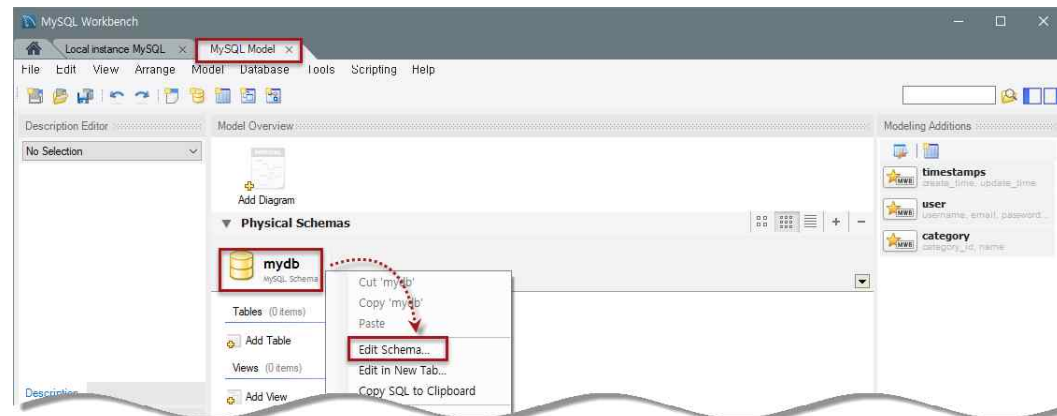 MySQL Workbench
Local instance MySQL × MySQL Model ×
File Edit View Arrange Model Database Tools Scripting Help
Description Editor
Model Overview
Modeling Additions
No Selection
Add Diagram
Physical Schemas
mydb
MySQL Schema
Tables (0 items)
Add Table
Views (0 items)
Add View
Cut 'mydb'
Copy 'mydb'
Paste
Edit Schema...
Edit in New Tab...
Copy SQL to Clipboard
MWB timestamps
create_time, update_time
MWB user
username, email, password...
MWB category
category_id, name
Description